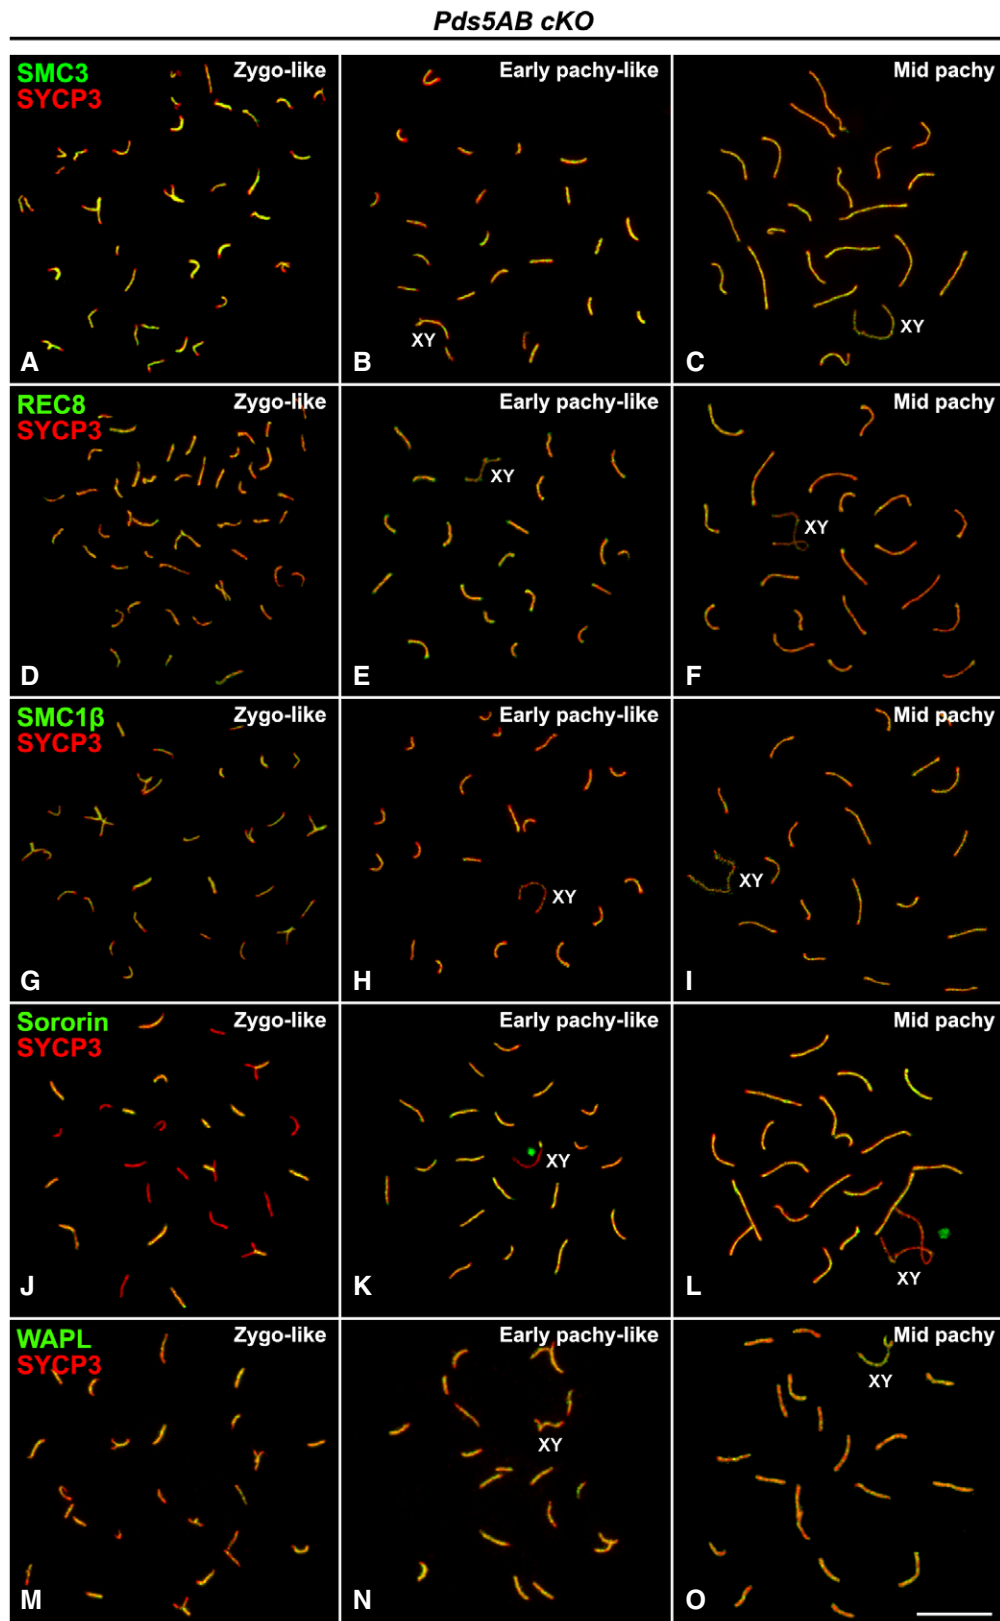 Pds5AB cKO
SMC3
SYCP3
Zygo-like
A
Early pachy-like
XY
B
Mid pachy
XY
C
REC8
SYCP3
Zygo-like
D
Early pachy-like
XY
E
Mid pachy
XY
F
SMC1β
SYCP3
Zygo-like
G
Early pachy-like
XY
H
Mid pachy
XY
I
Sororin
SYCP3
Zygo-like
J
Early pachy-like
XY
K
Mid pachy
XY
L
WAPL
SYCP3
Zygo-like
M
Early pachy-like
XY
N
Mid pachy
XY
O